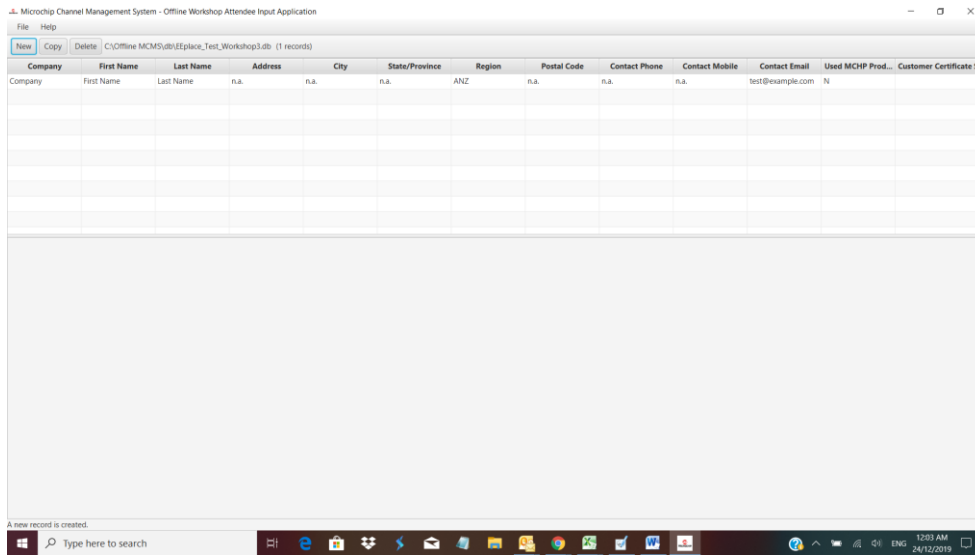 Microchip Channel Management System - Offline Workshop Attendee Input Application
File Help
New Copy Delete C:\Offline MCMS\db\EEplace_Test_Workshop3.db (1 records)
Company First Name Last Name Address City State/Province Region Postal Code Contact Phone Contact Mobile Contact Email Used MCHP Prod... Customer Certificate S
Company First Name Last Name n.a. n.a. n.a. ANZ n.a. n.a. n.a. test@example.com N
A new record is created.
Type here to search
ENG 12:03 AM
24/12/2019